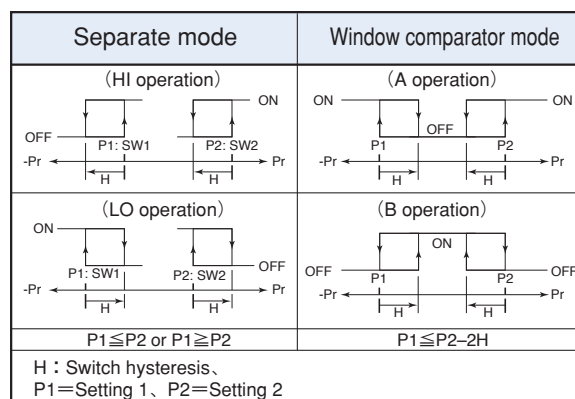 Separate mode
Window comparator mode
(HI operation)
ON
OFF
P1: SW1
P2: SW2
-Pr
Pr
H
H
(A operation)
ON
ON
OFF
P1
P2
-Pr
Pr
H
H
(LO operation)
ON
P1: SW1
P2: SW2
OFF
-Pr
Pr
H
H
(B operation)
ON
OFF
OFF
P1
P2
-Pr
Pr
H
H
P1≦P2 or P1≧P2
P1≦P2–2H
H：Switch hysteresis、
P1＝Setting 1、P2＝Setting 2